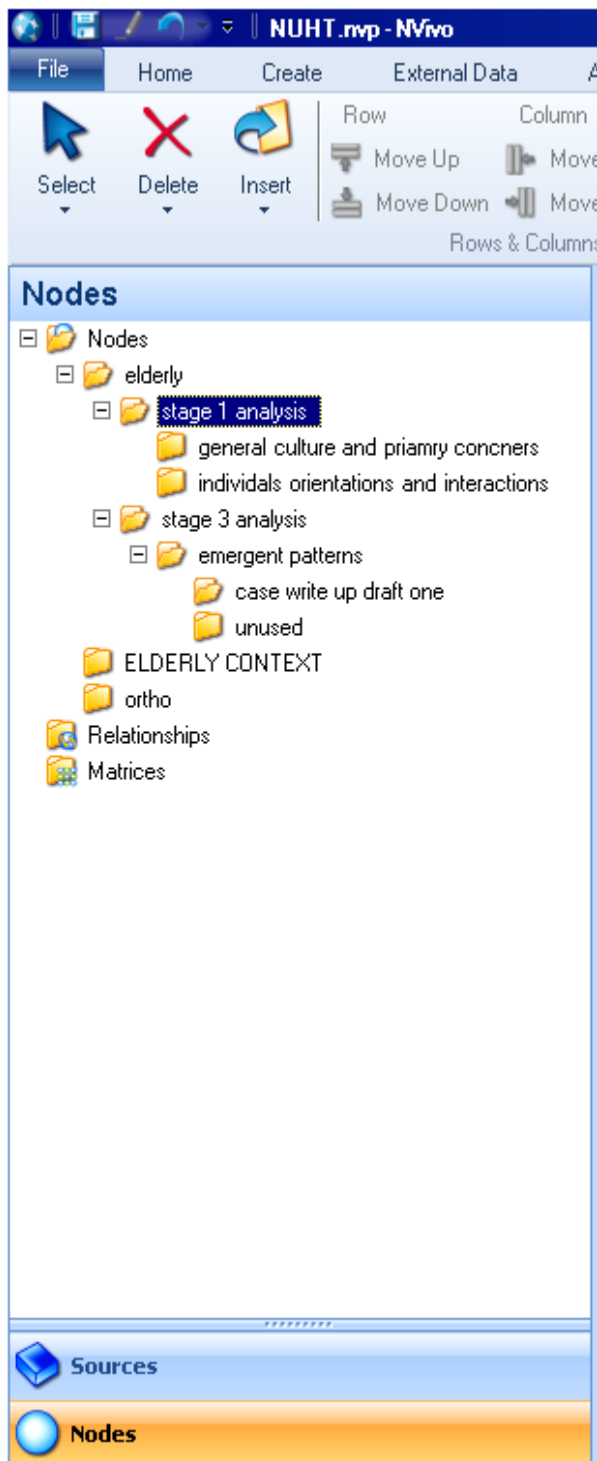 NUHT.nvp - NVivo
File Home Create External Data A
Row Column
Select Delete Insert Move Up Move
Move Down Move
Rows & Columns
Nodes
Nodes
elderly
stage 1 analysis
general culture and priamry concners
individals orientations and interactions
stage 3 analysis
emergent patterns
case write up draft one
unused
ELDERLY CONTEXT
ortho
Relationships
Matrices
Sources
Nodes